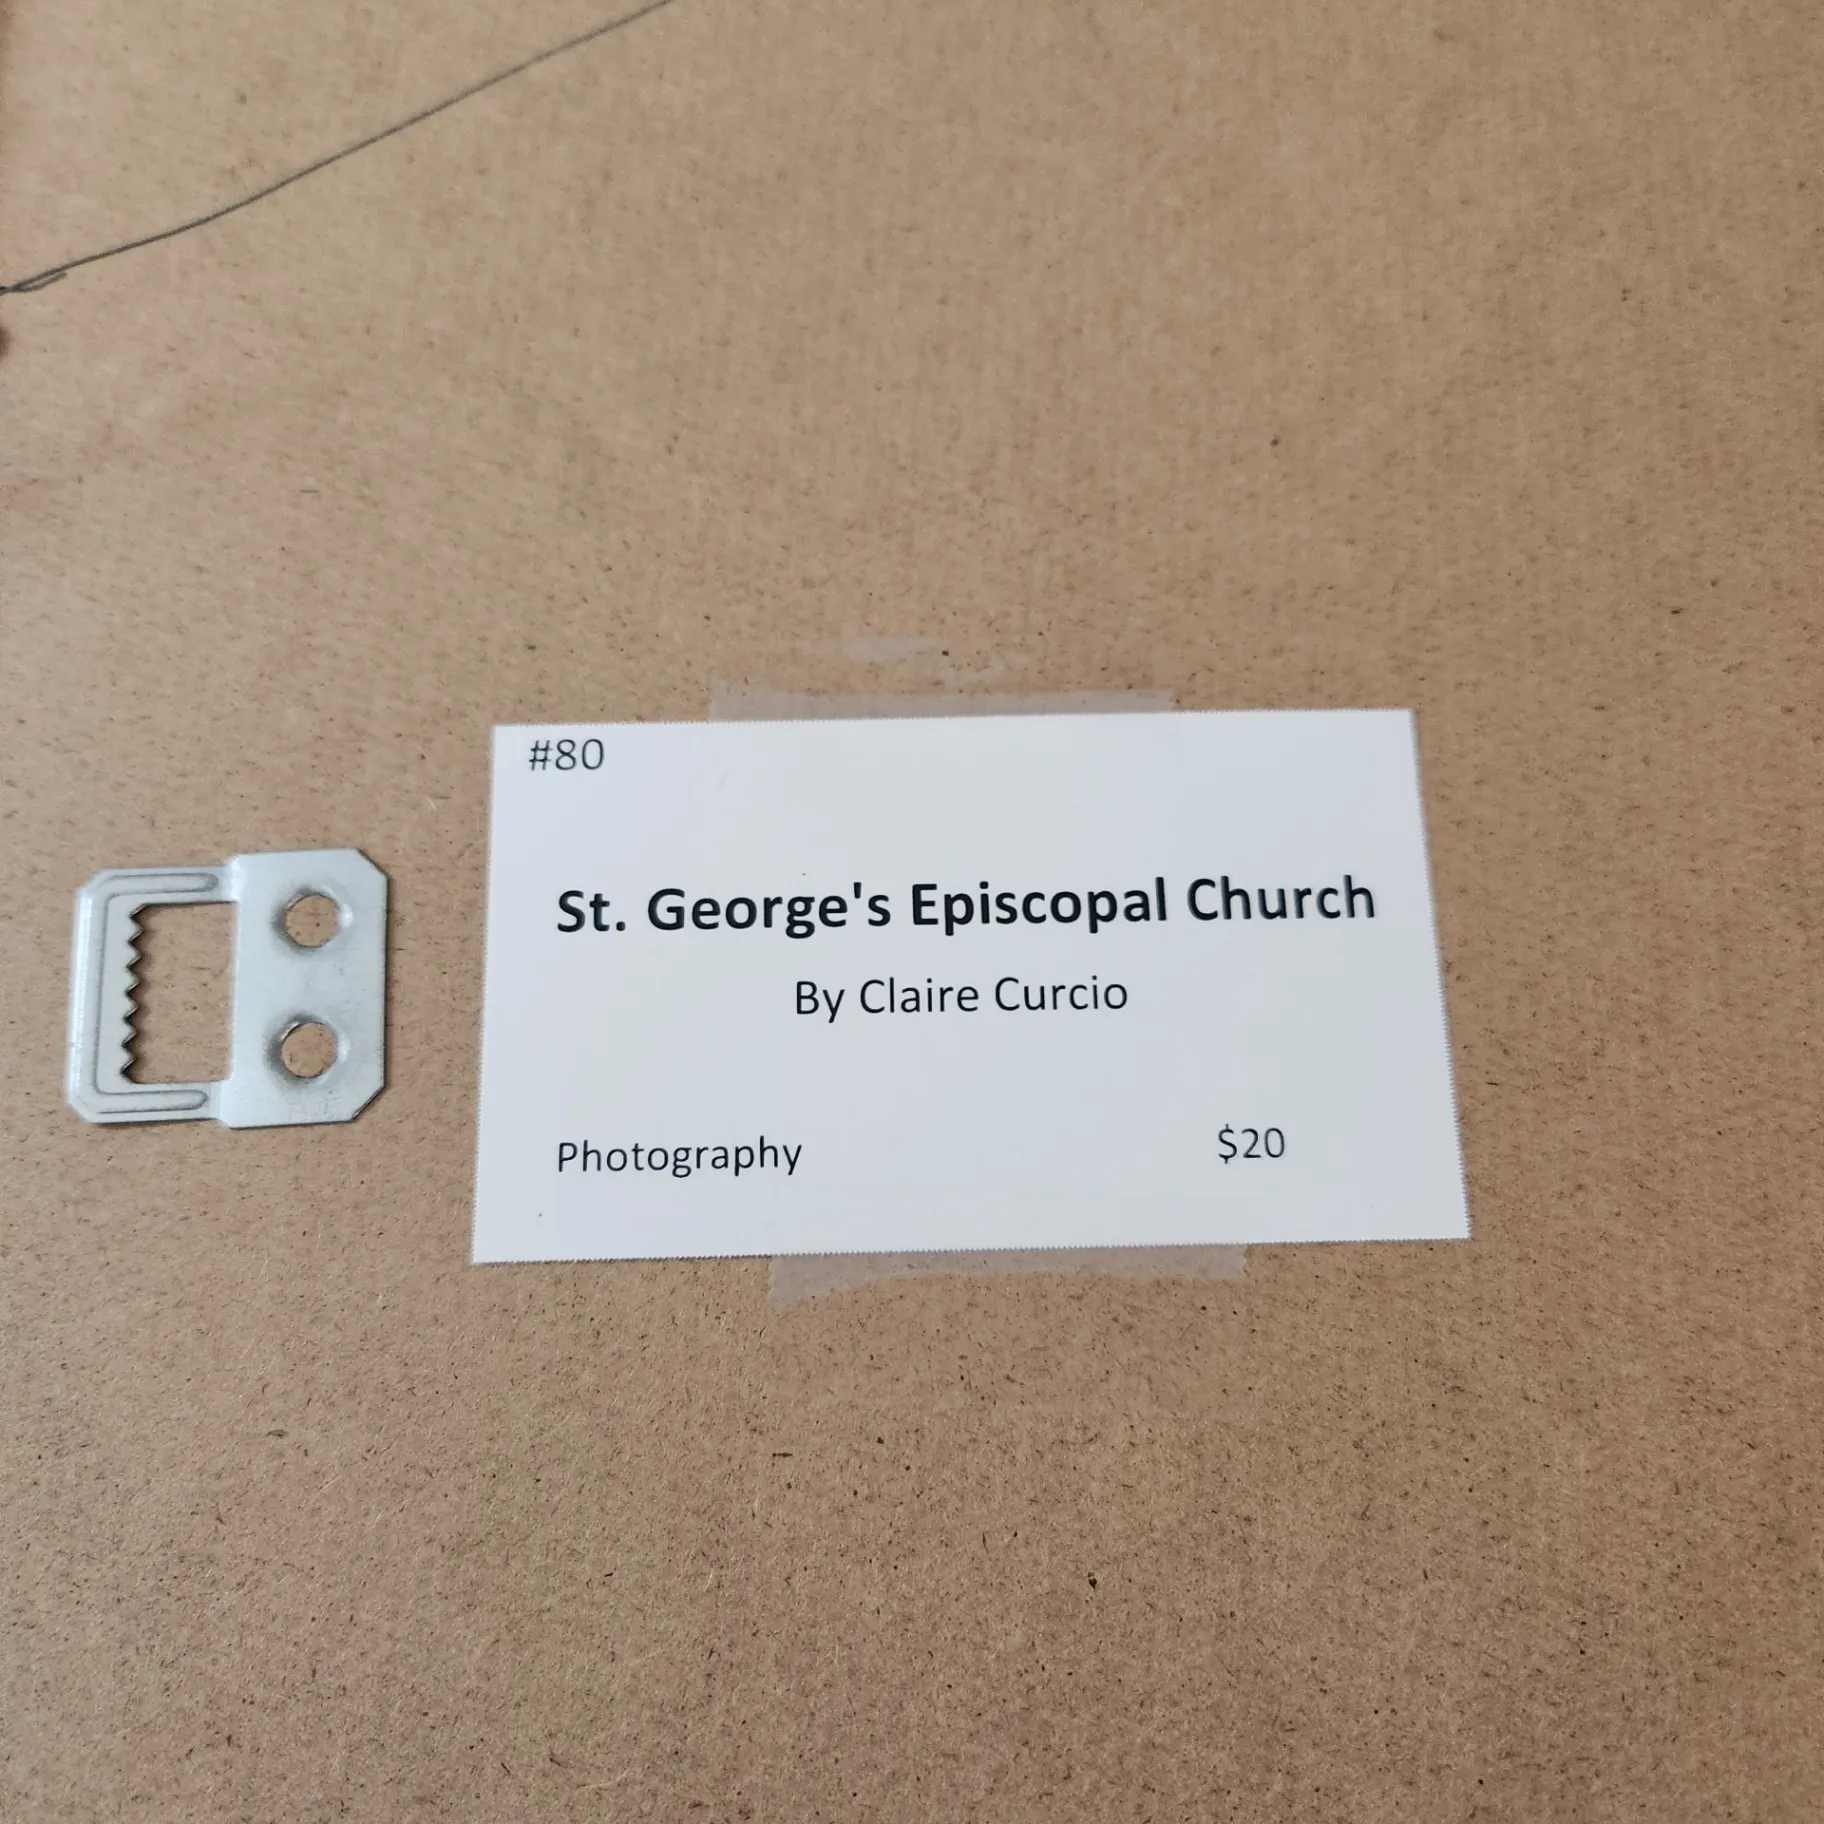 #80
St. George's Episcopal Church
By Claire Curcio
Photography $20